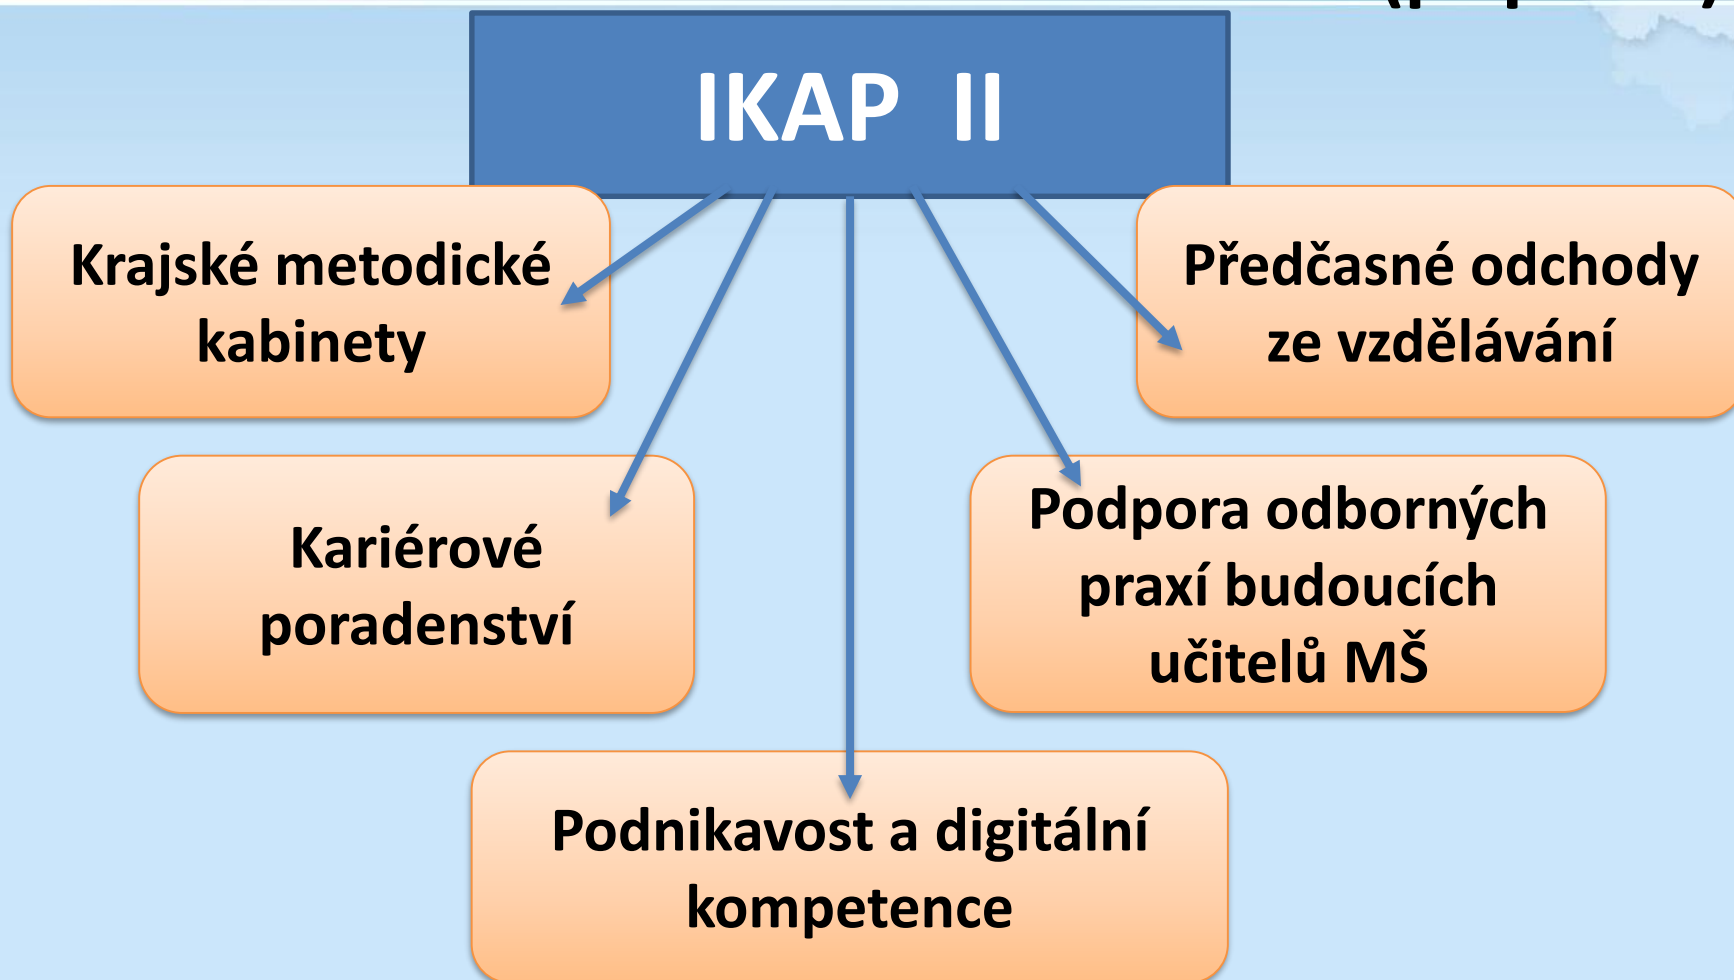 IKAP II
Krajské metodické
kabinety
Předčasné odchody
ze vzdělávání
Kariérové
poradenství
Podpora odborných
praxí budoucích
učitelů MŠ
Podnikavost a digitální
kompetence